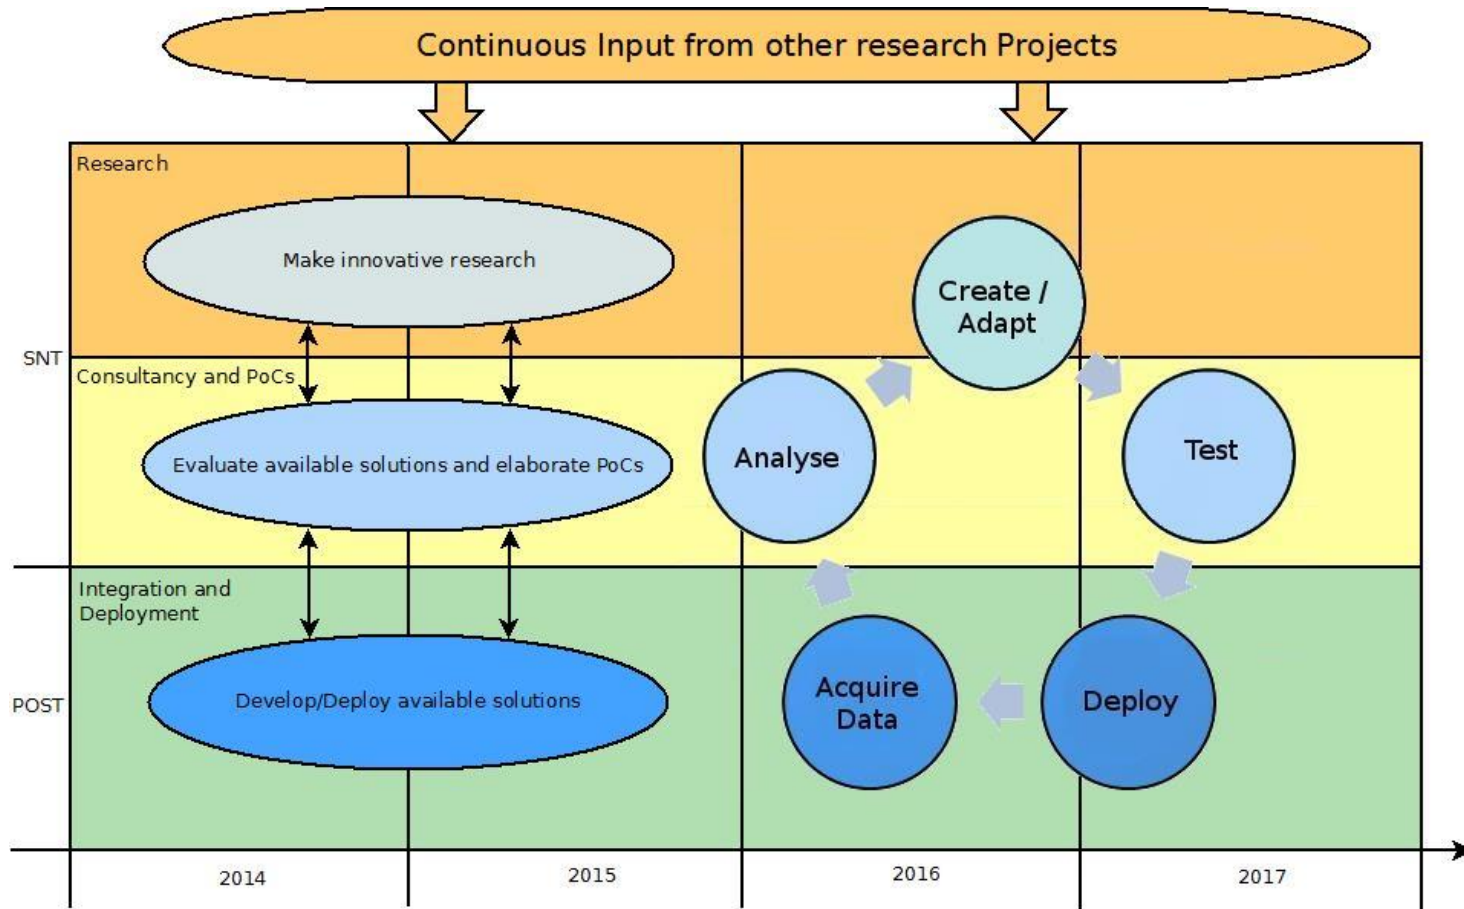 Continuous Input from other research Projects
Research
Make innovative research
Create /
Adapt
SNT
Consultancy and PoCs
Evaluate available solutions and elaborate PoCs
Analyse
Test
Integration and
Deployment
POST
Develop/Deploy available solutions
Acquire
Data
Deploy
2014
2015
2016
2017